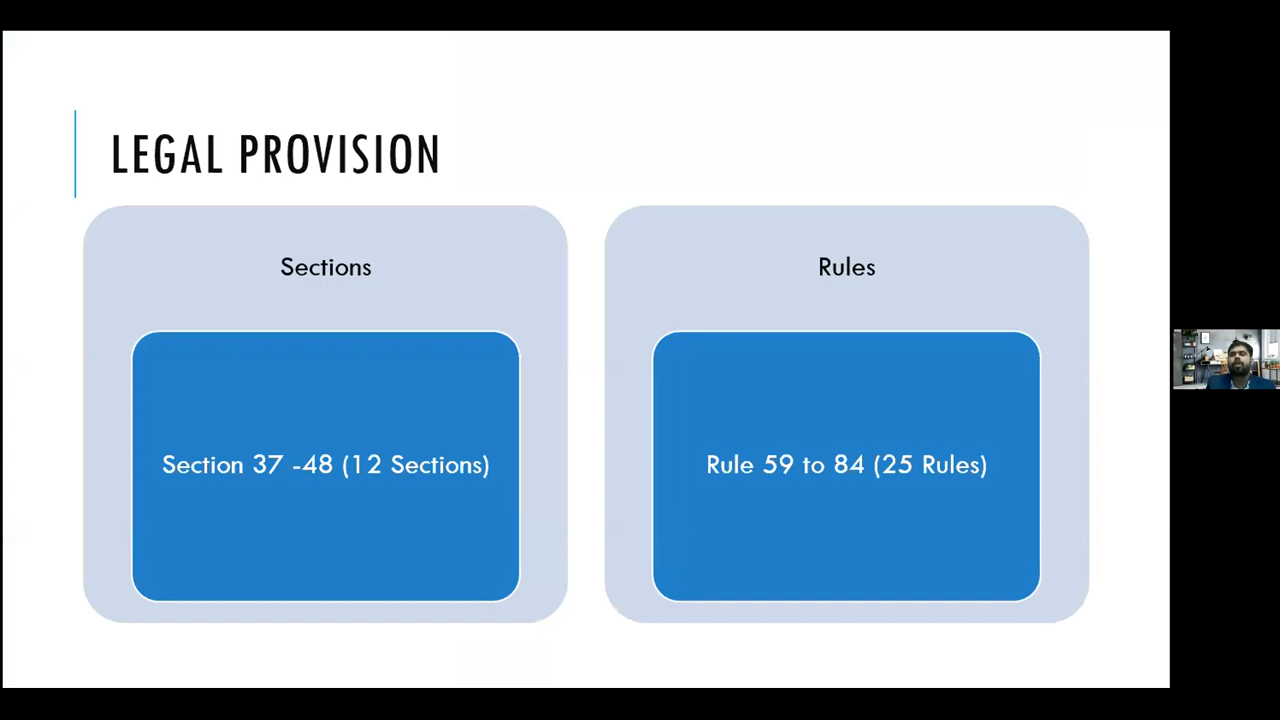 LEGAL PROVISION
Sections
Section 37 -48 (12 Sections)
Rules
Rule 59 to 84 (25 Rules)